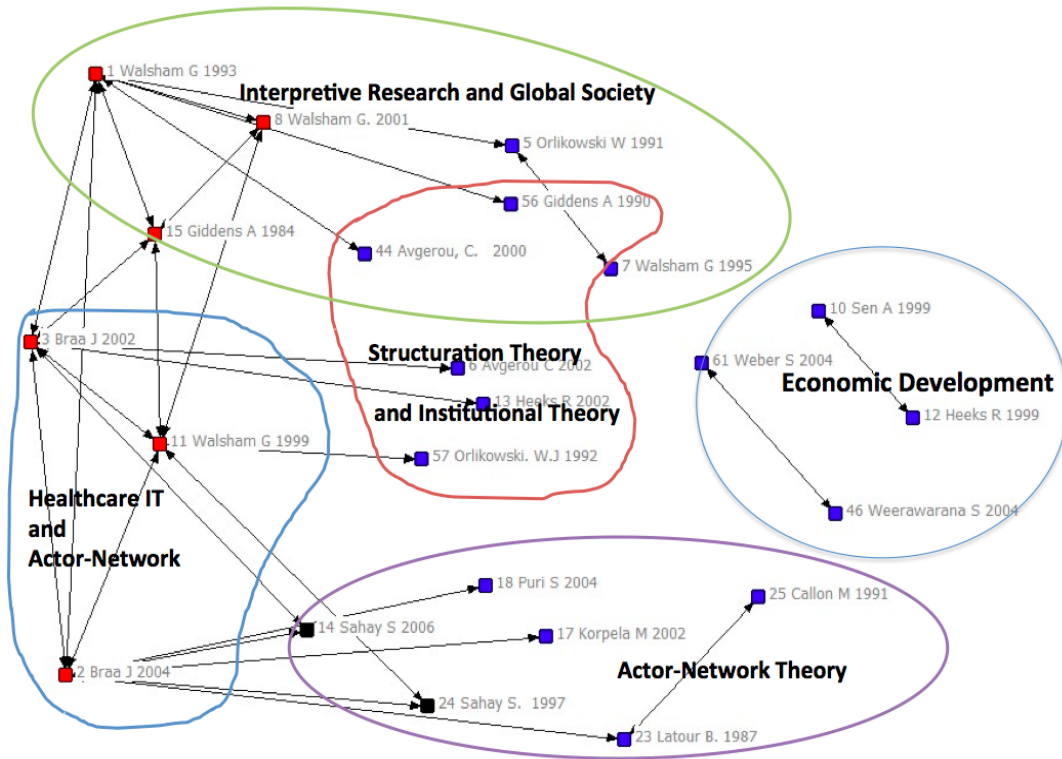 1 Walsham G 1993
Interpretive Research and Global Society
8 Walsham G. 2001
5 Orlikowski W 1991
56 Giddens A 1990
15 Giddens A 1984
44 Avgerou, C. 2000
7 Walsham G 1995
10 Sen A 1999
3 Braa J 2002
Structuration Theory
61 Weber S 2004
6 Avgerou C 2002
Economic Development
13 Heeks R 2002
and Institutional Theory
12 Heeks R 1999
11 Walsham G 1999
57 Orlikowski. W.J 1992
Healthcare IT
and
Actor-Network
46 Weerawarana S 2004
18 Puri S 2004
25 Callon M 1991
14 Sahay S 2006
17 Korpela M 2002
2 Braa J 2004
Actor-Network Theory
24 Sahay S. 1997
23 Latour B. 1987